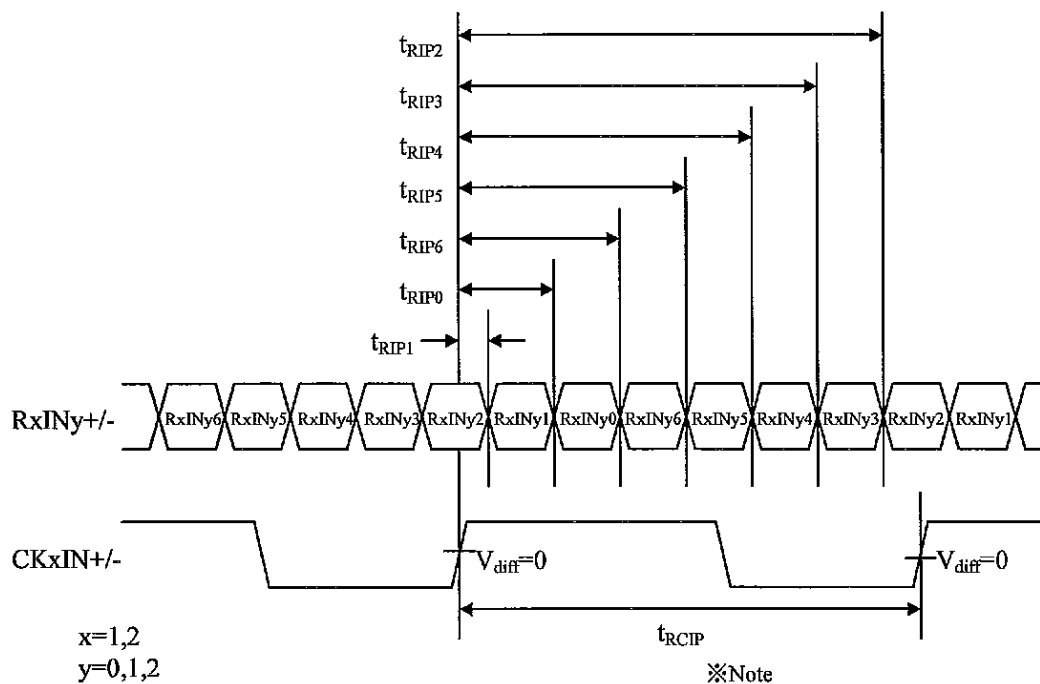 tRIP2
tRIP3
tRIP4
tRIP5
tRIP6
tRIP0
tRIP1
RxINy+/-
RxINy6 RxINy5 RxINy4 RxINy3 RxINy2 RxINy1 RxINy0 RxINy6 RxINy5 RxINy4 RxINy3 RxINy2 RxINy1
CKxIN+/-
Vdiff=0 Vdiff=0
tRCIP
x=1,2
y=0,1,2
※Note